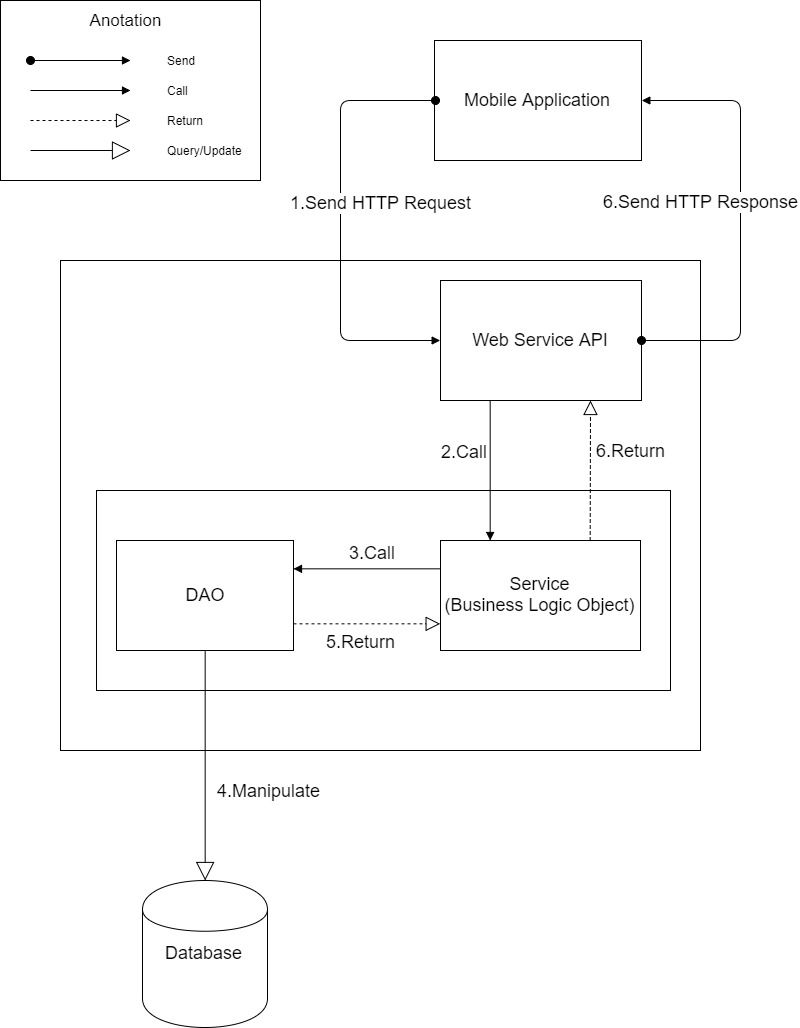 Anotation
Send
Call
Return
Query/Update
Mobile Application
1.Send HTTP Request
6.Send HTTP Response
Web Service API
2.Call
6.Return
3.Call
DAO
Service
(Business Logic Object)
5.Return
4.Manipulate
Database